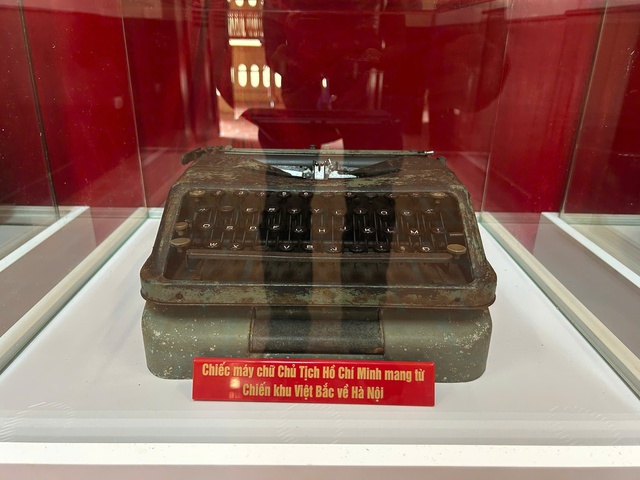 Chiếc máy chữ Chủ Tịch Hồ Chí Minh mang từ
Chiến khu Việt Bắc về Hà Nội